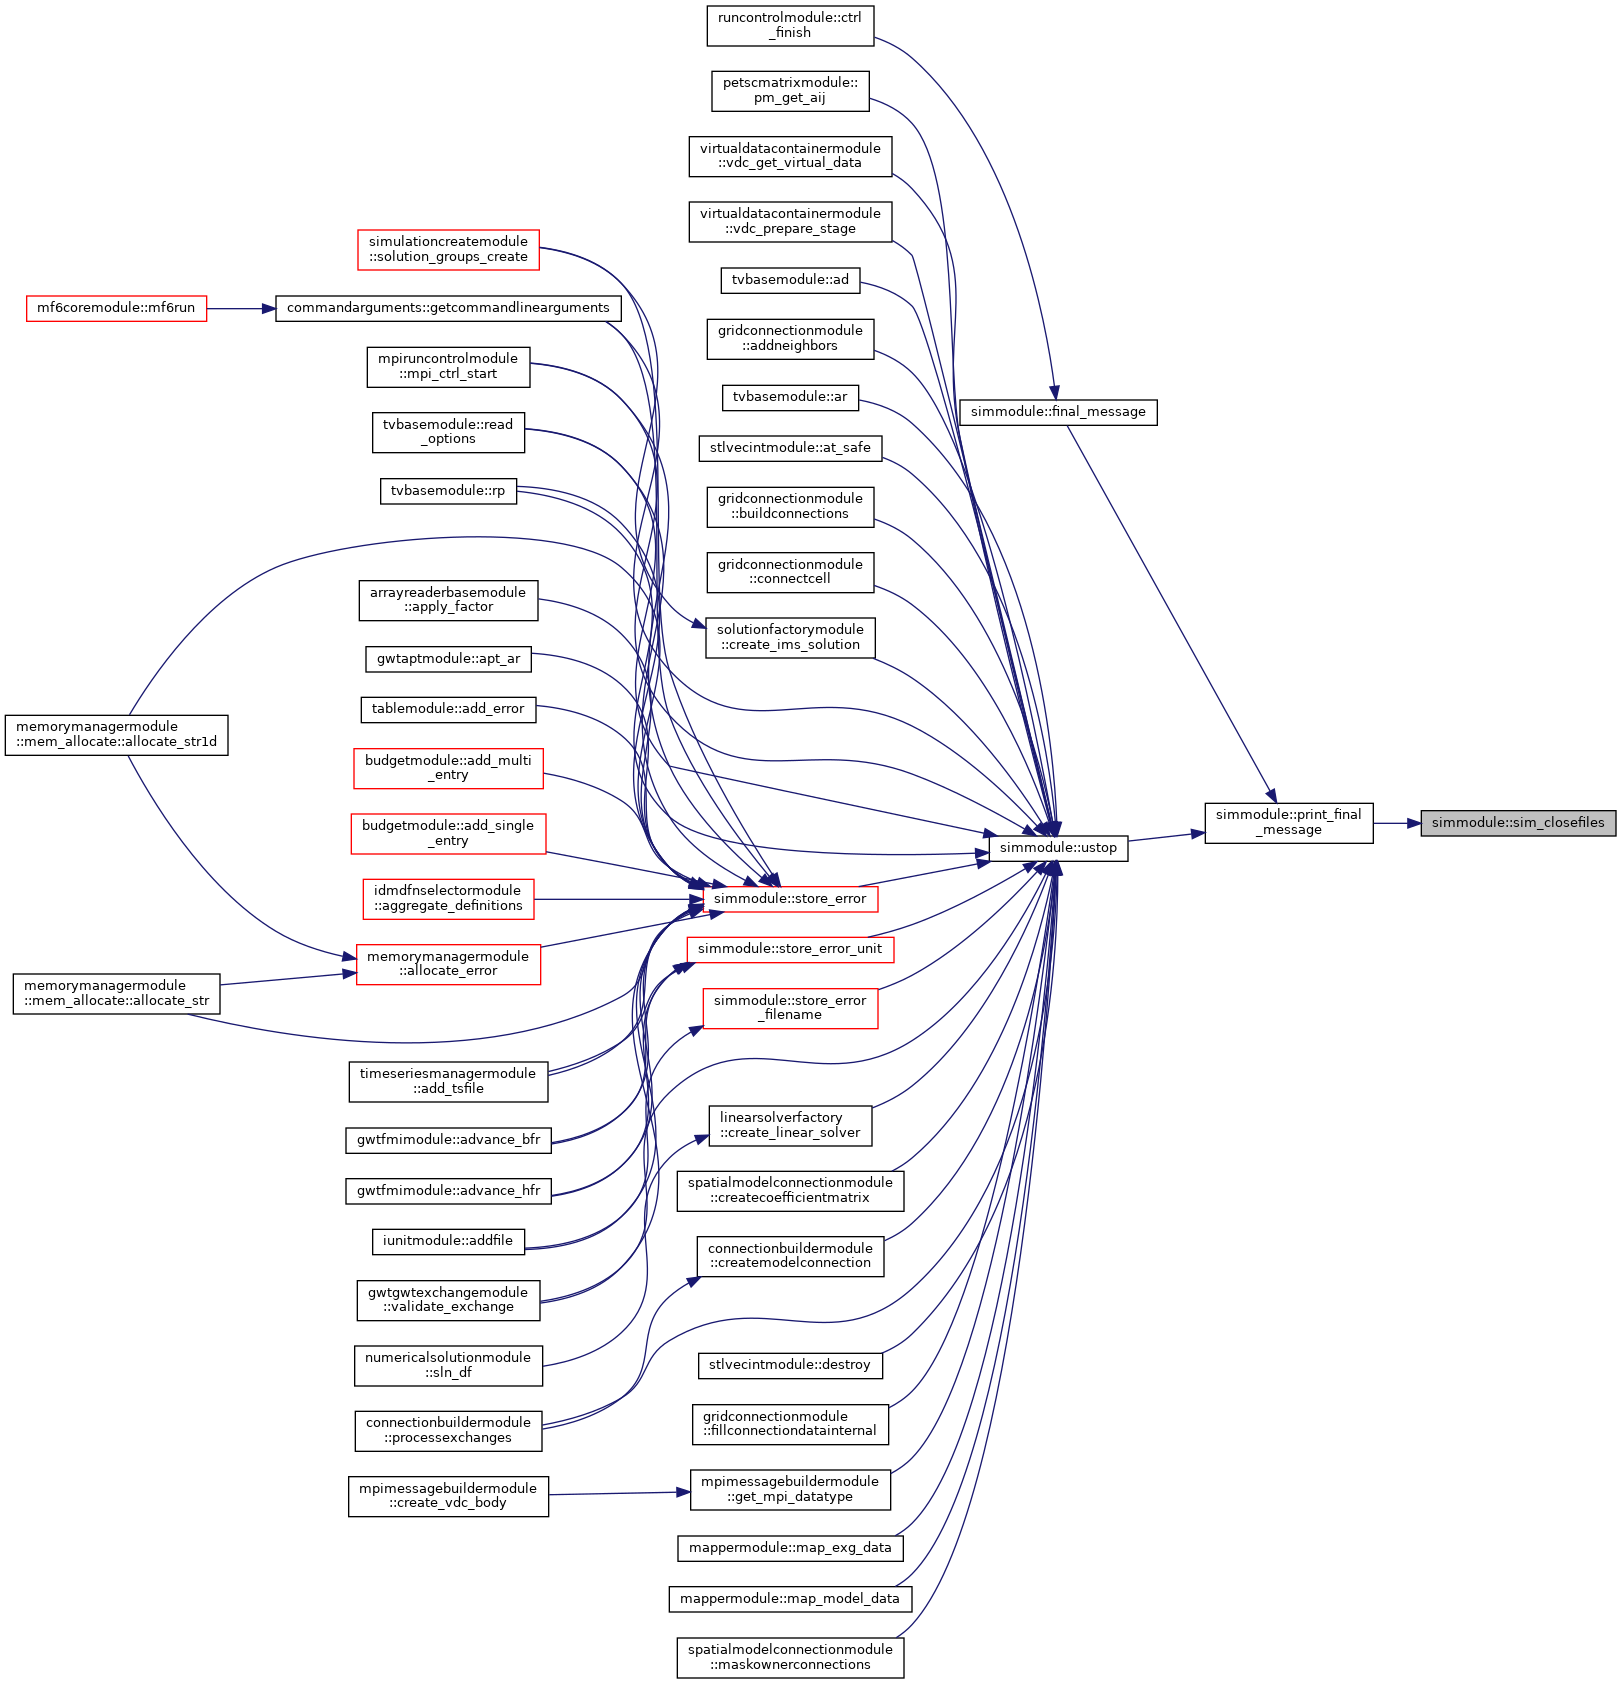 runcontrolmodule::ctrl
_finish
petscmatrixmodule::
pm_get_aij
virtualdatacontainermodule
::vdc_get_virtual_data
virtualdatacontainermodule
::vdc_prepare_stage
simulationcreatemodule
::solution_groups_create
tvbasemodule::ad
mf6coremodule::mf6run
commandarguments::getcommandlinearguments
gridconnectionmodule
::addneighbors
mpiruncontrolmodule
::mpi_ctrl_start
tvbasemodule::ar
simmodule::final_message
tvbasemodule::read
_options
stlvecintmodule::at_safe
tvbasemodule::rp
gridconnectionmodule
::buildconnections
gridconnectionmodule
::connectcell
arrayreaderbasemodule
::apply_factor
solutionfactorymodule
::create_ims_solution
gwtaptmodule::apt_ar
tablemodule::add_error
memorymanagermodule
::mem_allocate::allocate_str1d
budgetmodule::add_multi
_entry
simmodule::print_final
_message
simmodule::sim_closefiles
budgetmodule::add_single
_entry
simmodule::ustop
idmdfnselectormodule
::aggregate_definitions
simmodule::store_error
memorymanagermodule
::allocate_error
simmodule::store_error_unit
memorymanagermodule
::mem_allocate::allocate_str
simmodule::store_error
_filename
timeseriesmanagermodule
::add_tsfile
linearsolverfactory
::create_linear_solver
gwtfmimodule::advance_bfr
gwtfmimodule::advance_hfr
spatialmodelconnectionmodule
::createcoefficientmatrix
iunitmodule::addfile
connectionbuildermodule
::createmodelconnection
gwtgwtexchangemodule
::validate_exchange
numericalsolutionmodule
::sln_df
stlvecintmodule::destroy
connectionbuildermodule
::processexchanges
gridconnectionmodule
::fillconnectiondatainternal
mpimessagebuildermodule
::create_vdc_body
mpimessagebuildermodule
::get_mpi_datatype
mappermodule::map_exg_data
mappermodule::map_model_data
spatialmodelconnectionmodule
::maskownerconnections